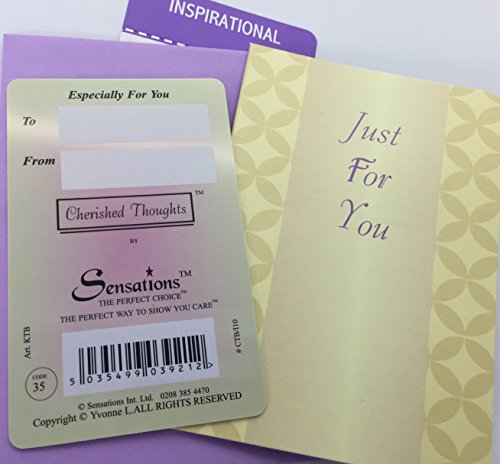 INSPIRATIONAL
Especially For You
To
From
Cherished Thoughts™
BY
Sensations™
THE PERFECT CHOICE™
THE PERFECT WAY TO SHOW YOU CARE™
Art. KTB
# CTB/I10
CODE
35
5 035499 039212
© Sensations Int. Ltd. 0208 385 4470
Copyright © Yvonne L.ALL RIGHTS RESERVED
Just
For
You